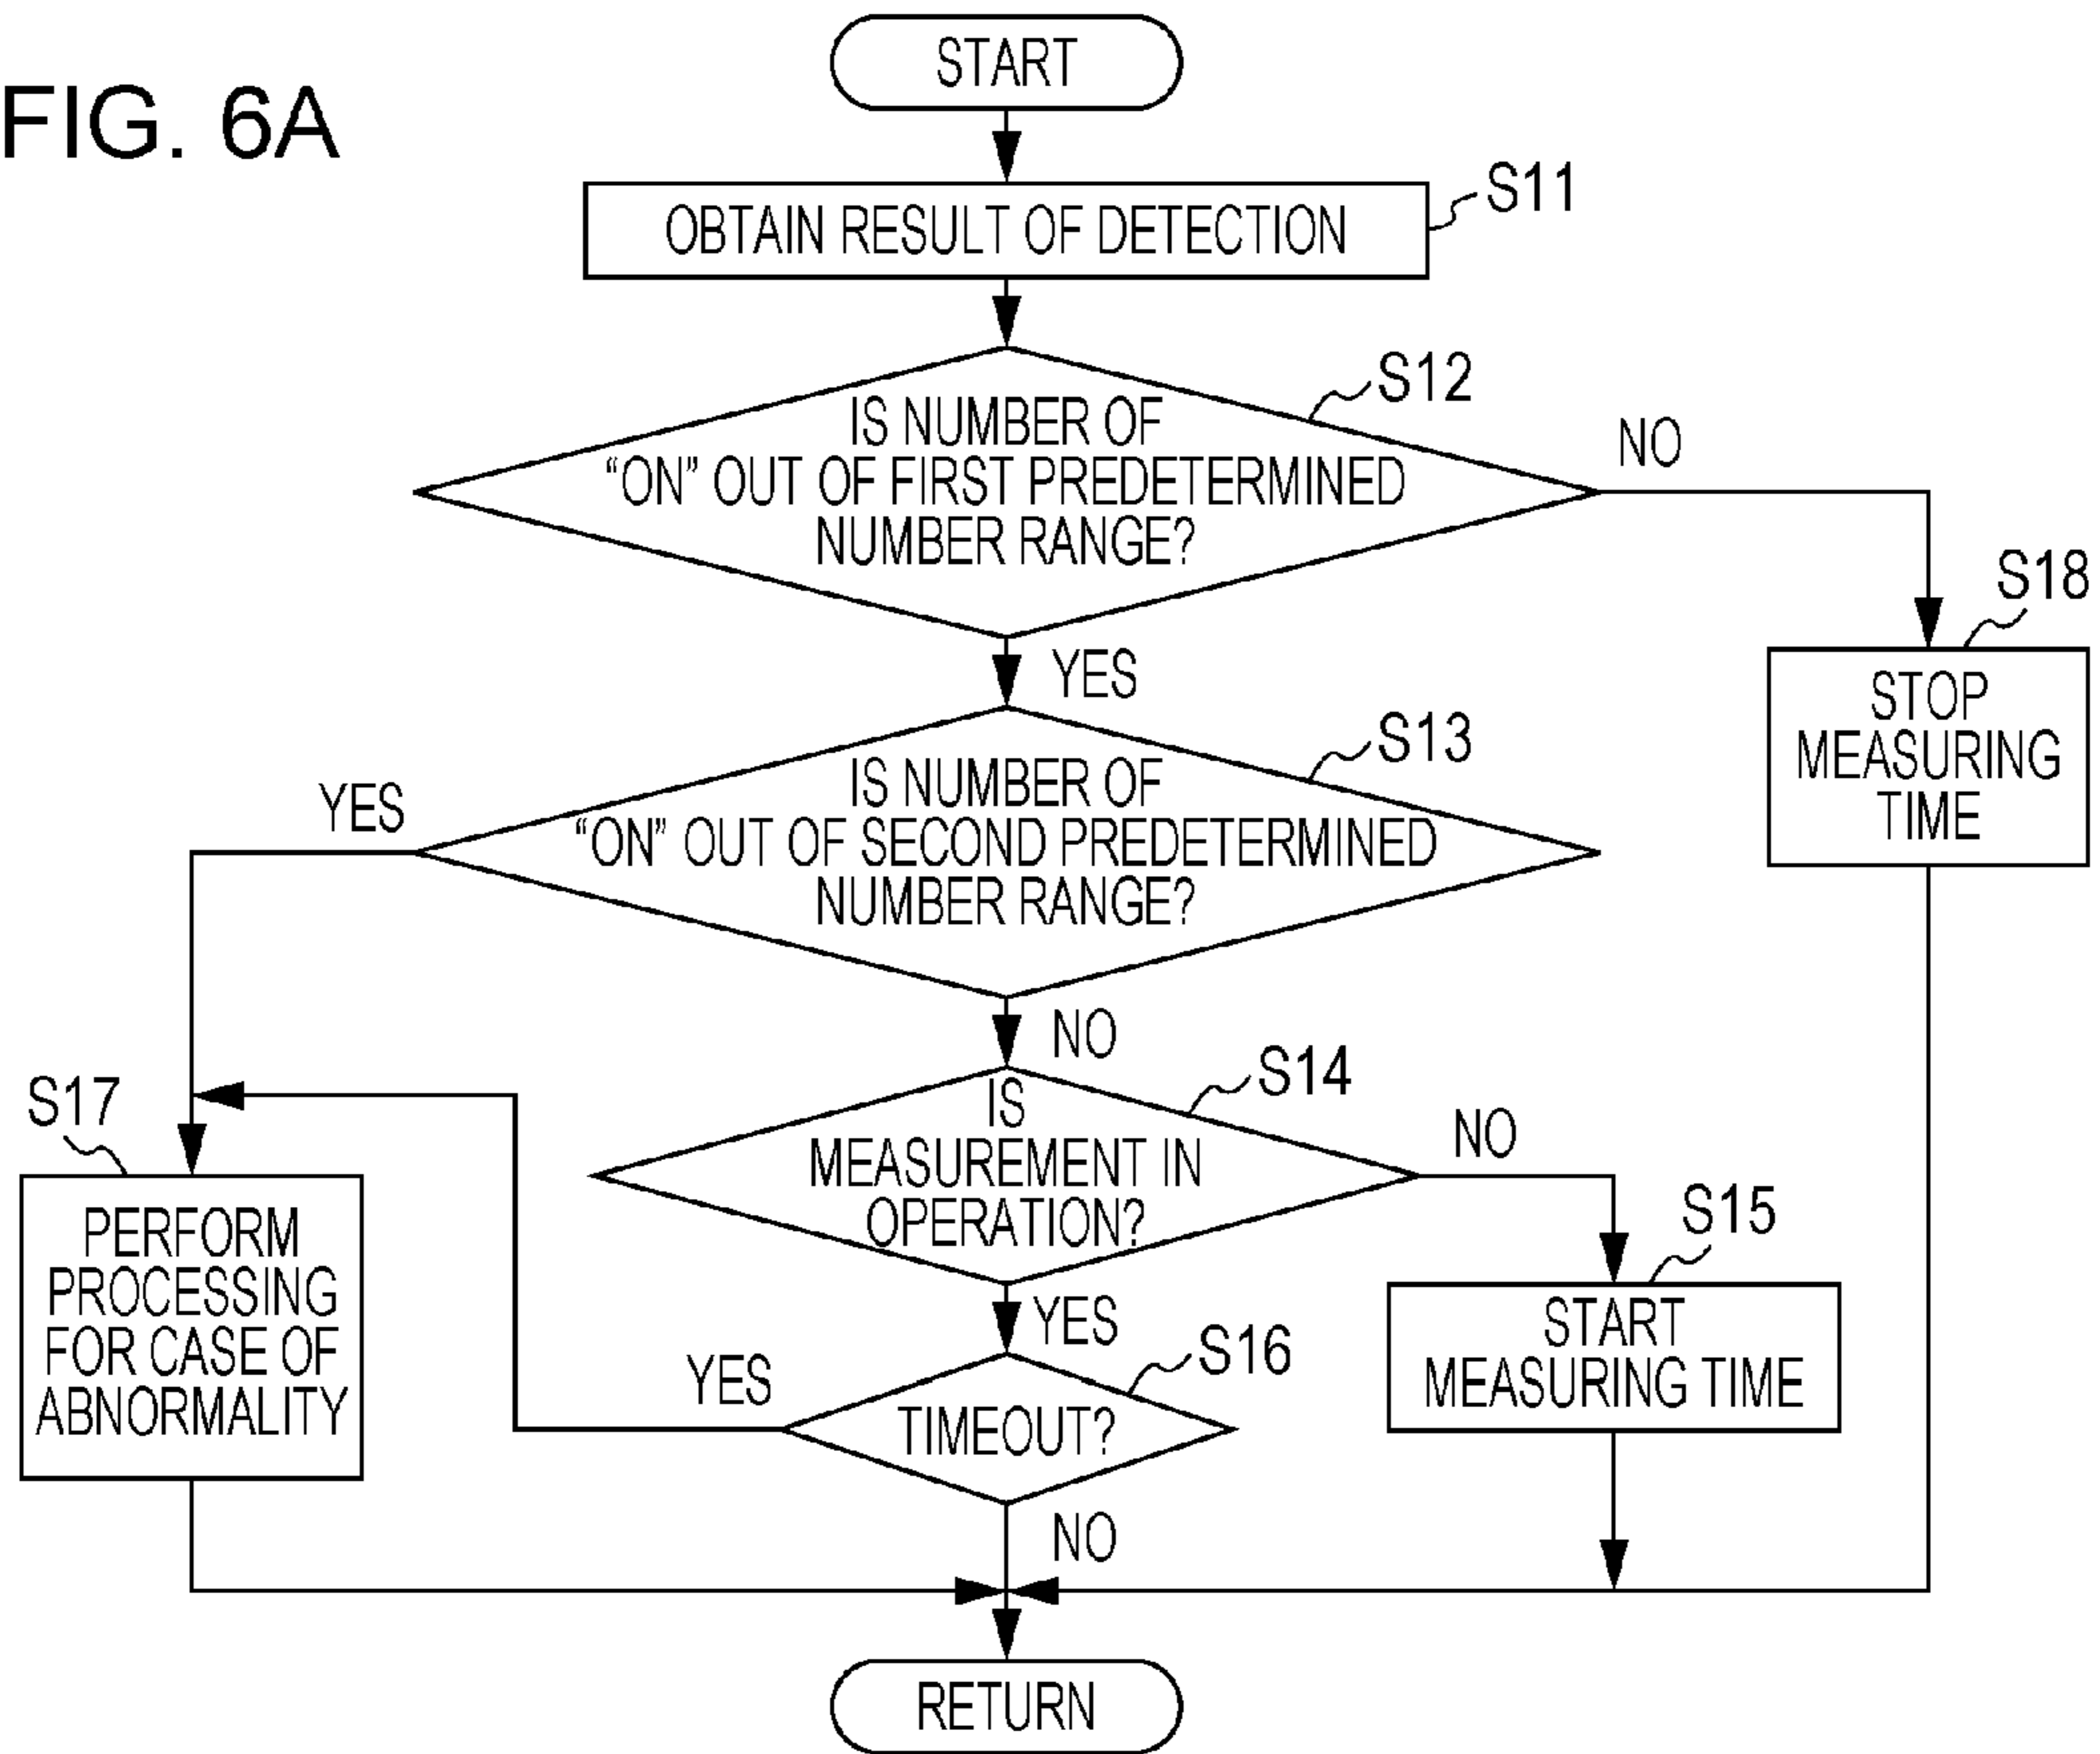 FIG. 6A
START
OBTAIN RESULT OF DETECTION
S11
S12
IS NUMBER OF
“ON” OUT OF FIRST PREDETERMINED
NUMBER RANGE?
NO
YES
S18
STOP
MEASURING
TIME
S13
IS NUMBER OF
“ON” OUT OF SECOND PREDETERMINED
NUMBER RANGE?
YES
NO
S14
IS
MEASUREMENT IN
OPERATION?
NO
YES
S15
START
MEASURING TIME
S16
TIMEOUT?
YES
NO
S17
PERFORM
PROCESSING
FOR CASE OF
ABNORMALITY
RETURN